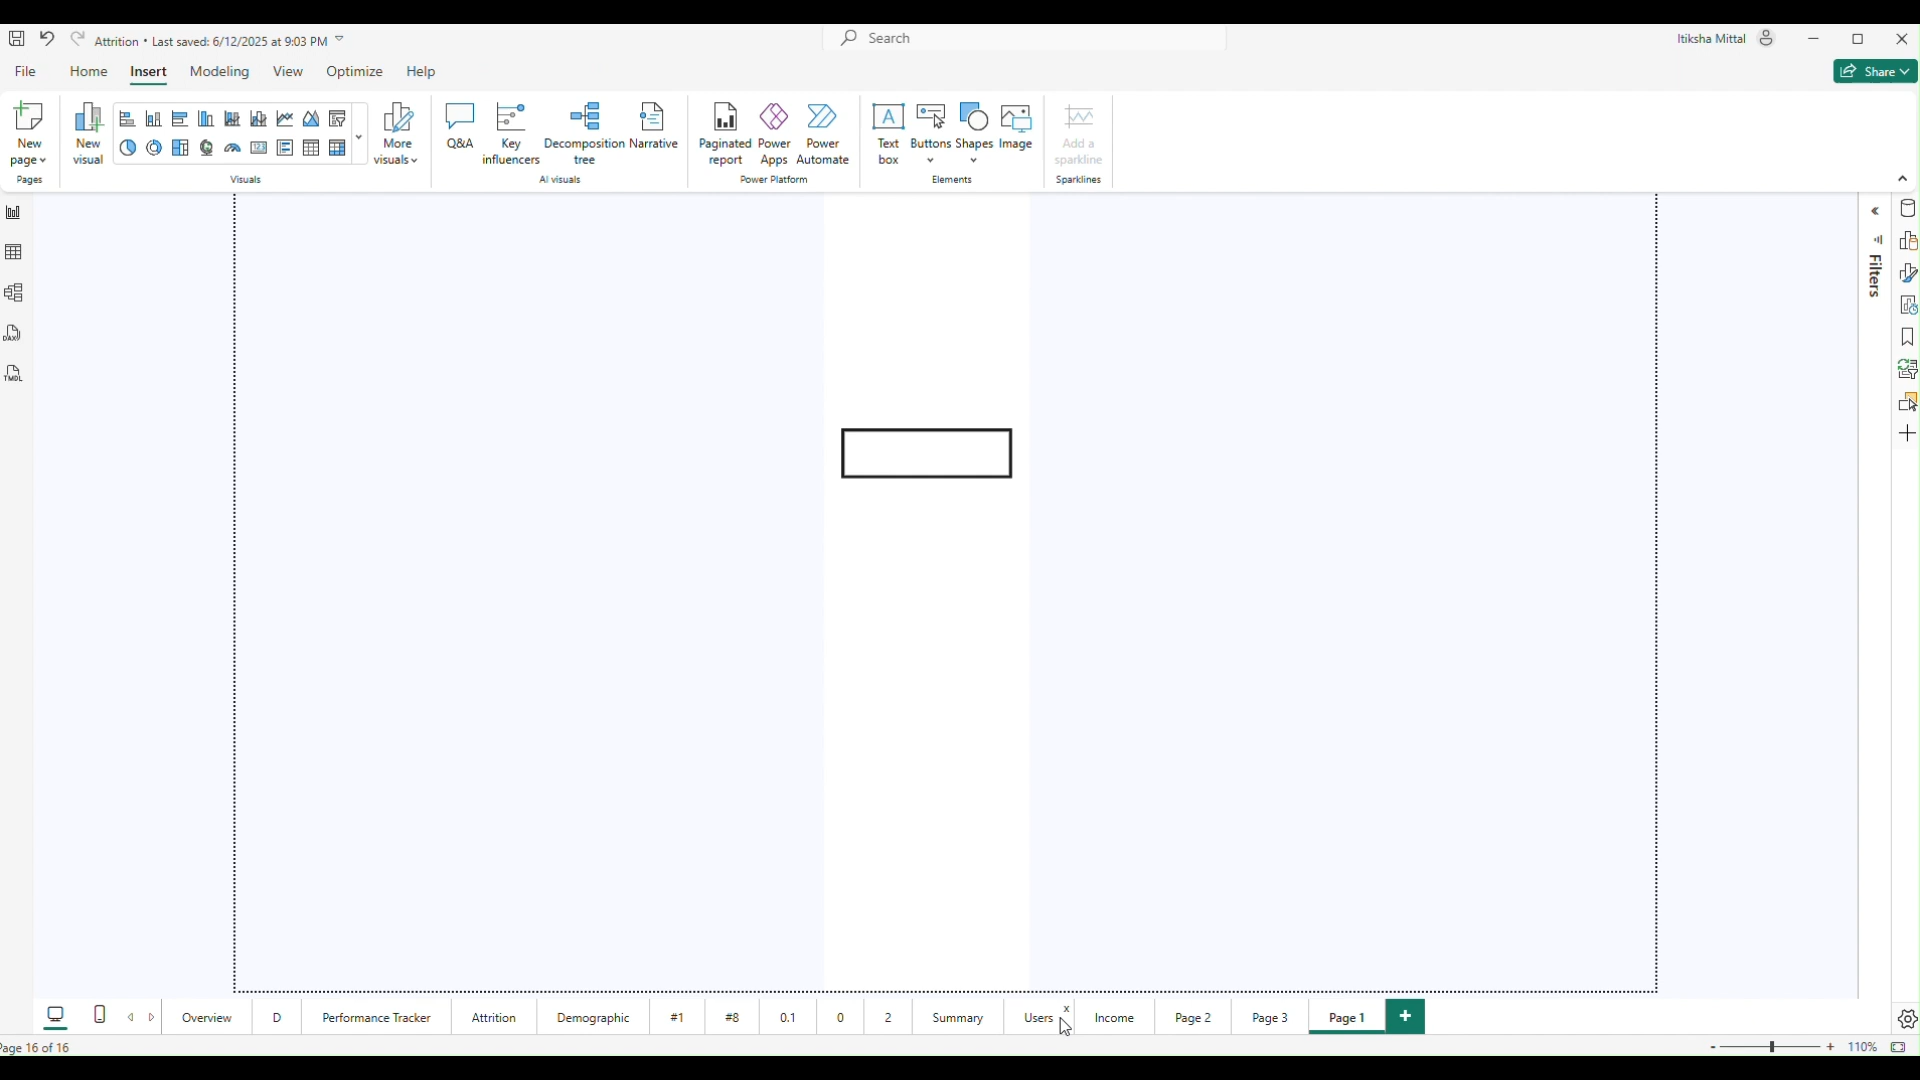 Attrition • Last saved: 6/12/2025 at 9:03 PM
Search
Itiksha Mittal
File Home Insert Modeling View Optimize Help
Share
New page
New visual
More visuals
Q&A
Key influencers
Decomposition tree
Narrative
Paginated report
Power Apps
Power Automate
Text box
Buttons
Shapes
Image
Add a sparkline
Pages
Visuals
AI visuals
Power Platform
Elements
Sparklines
Filters
DAX
TMDL
Overview D Performance Tracker Attrition Demographic #1 #8 0.1 0 2 Summary Users x Income Page 2 Page 3 Page 1 +
Page 16 of 16
- + 110%